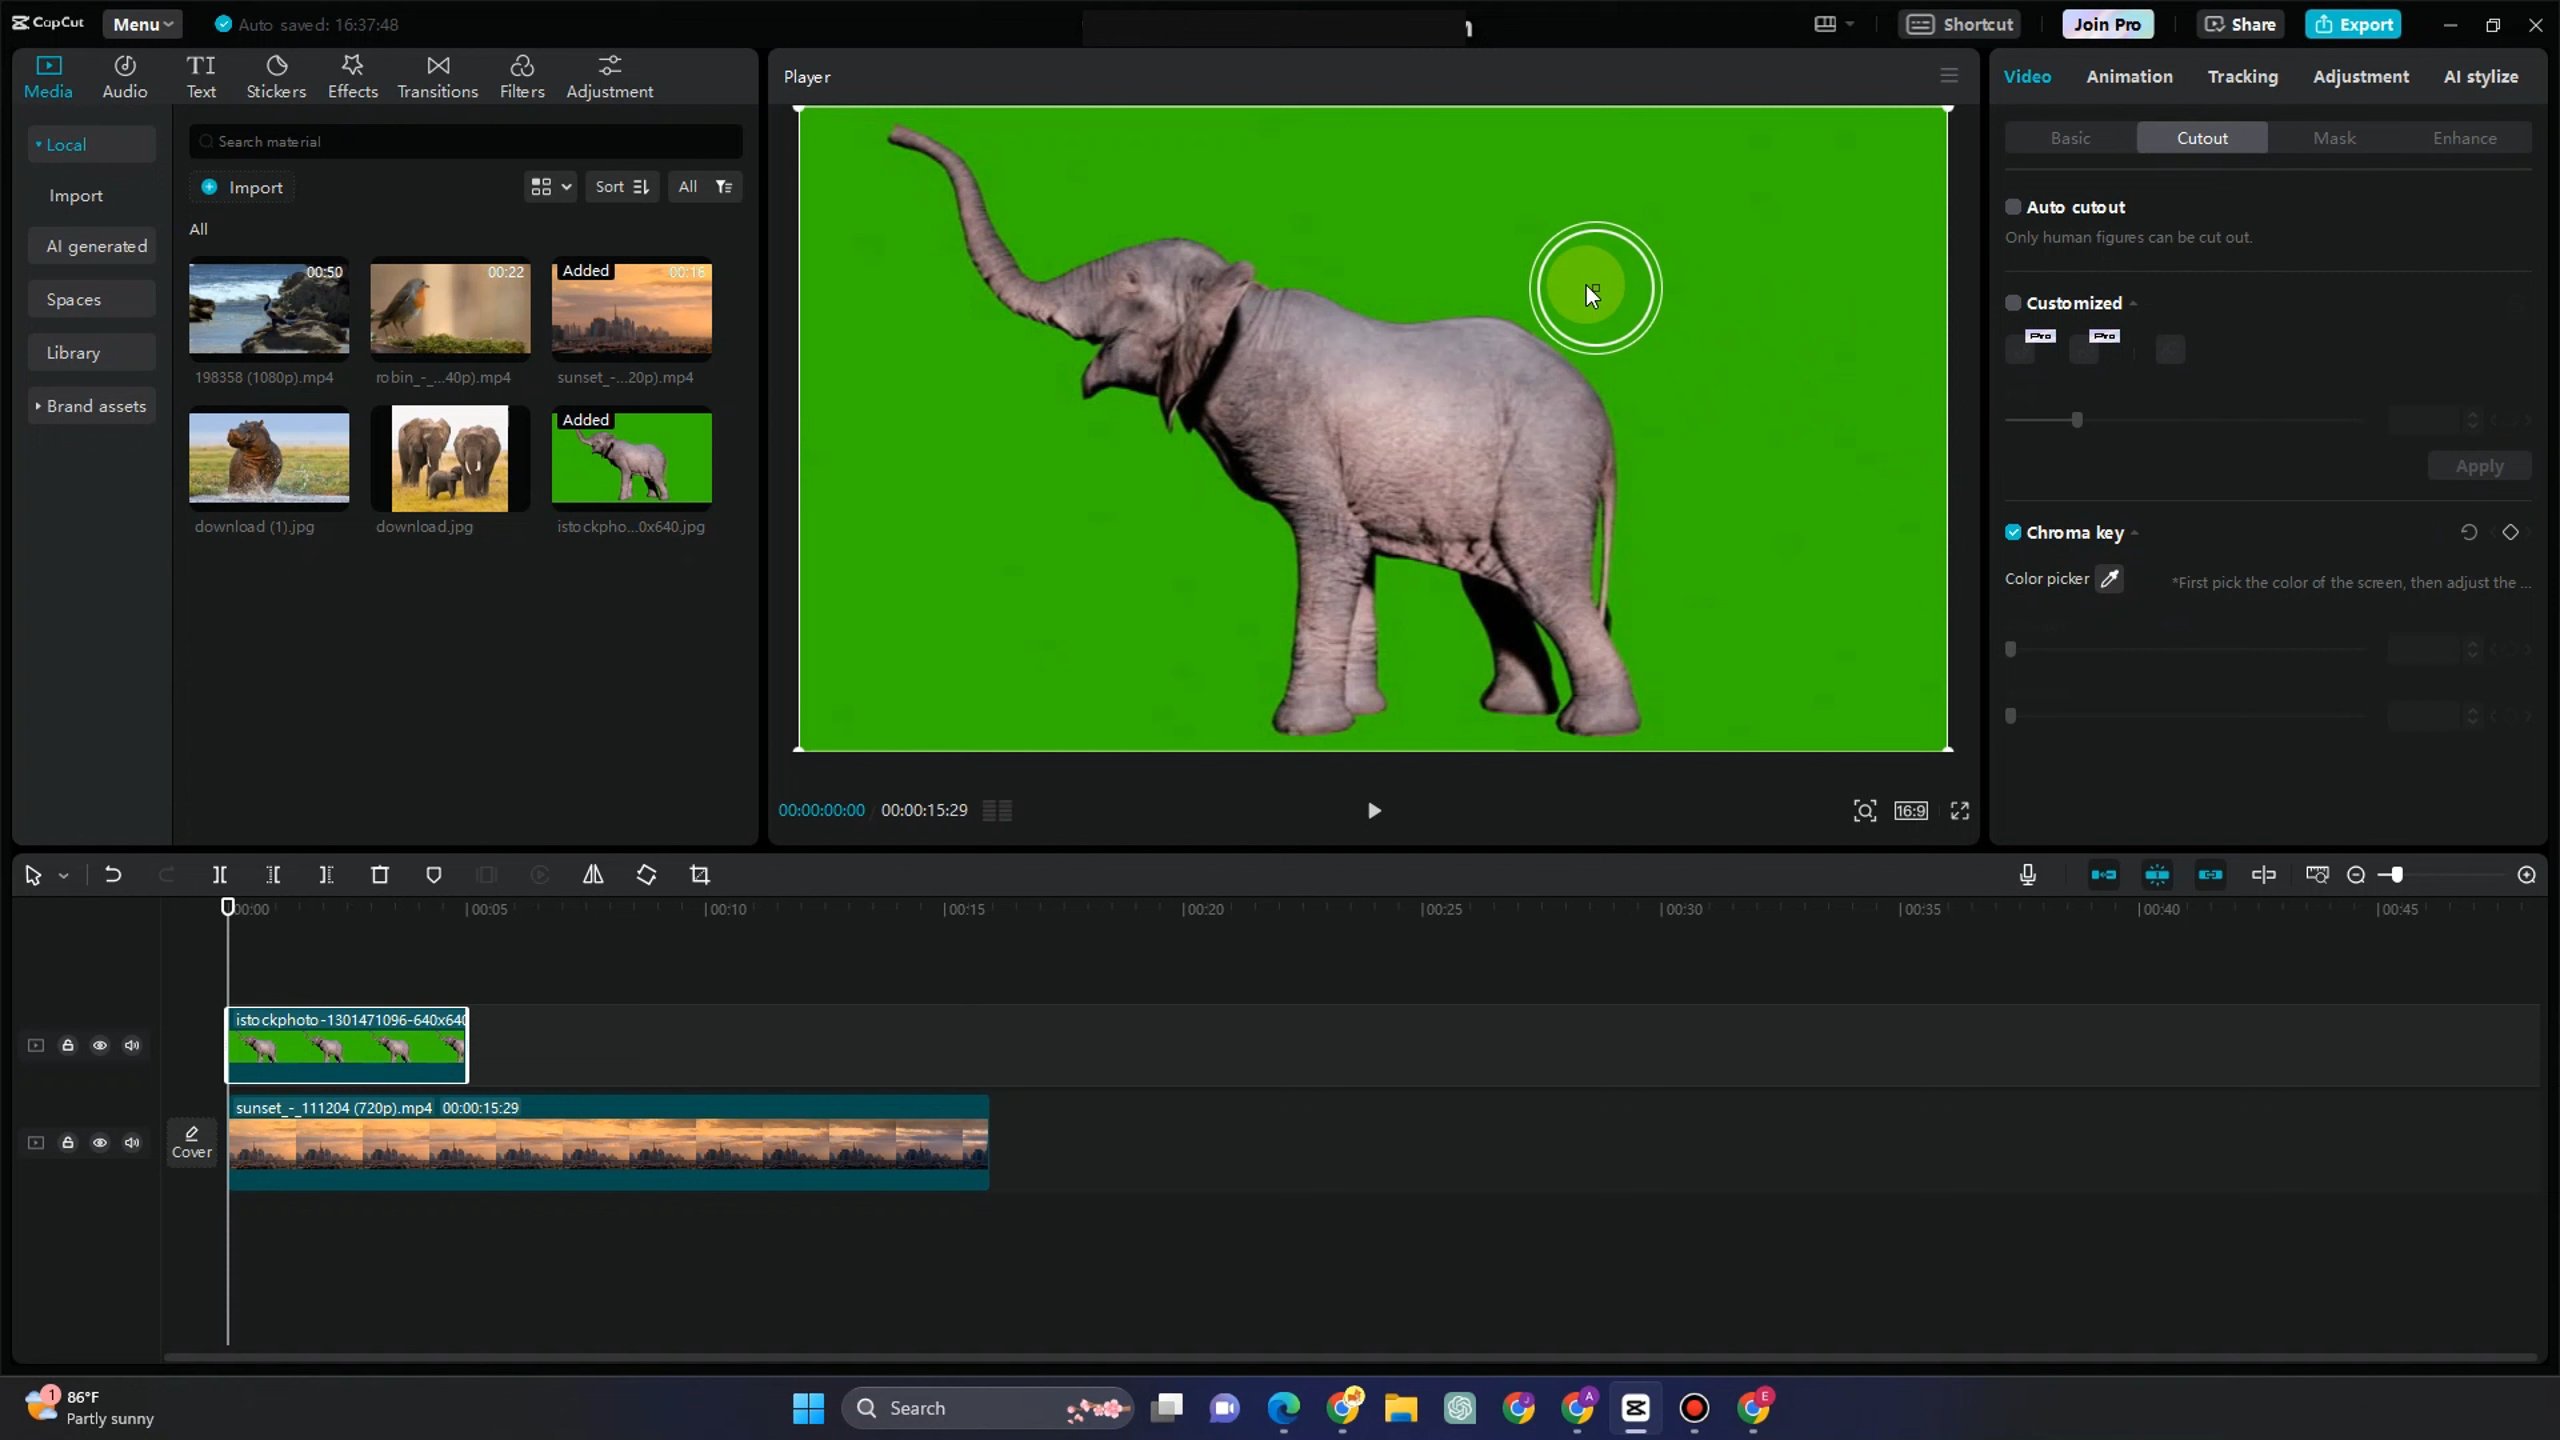 CapCut
Menu
Auto saved: 16:37:48
Shortcut
Join Pro
Share
Export
Media
Audio
TI
Text
Stickers
Effects
Transitions
Filters
Adjustment
Player
Video
Animation
Tracking
Adjustment
AI stylize
Local
Import
AI generated
Spaces
Library
Brand assets
Search material
Import
Sort
All
All
00:50
00:22
Added
00:16
198358 (1080p).mp4
robin_-_...40p).mp4
sunset_-...20p).mp4
Added
download (1).jpg
download.jpg
istockpho...0x640.jpg
Basic
Cutout
Mask
Enhance
Auto cutout
Only human figures can be cut out.
Customized
Pro
Pro
Apply
Chroma key
Color picker
*First pick the color of the screen, then adjust the ...
00:00:00:00 / 00:00:15:29
16:9
00:00
00:05
00:10
00:15
00:20
00:25
00:30
00:35
00:40
00:45
istockphoto-1301471096-640x640
Cover
sunset_-_111204 (720p).mp4 00:00:15:29
1
86°F
Partly sunny
Search
A
E